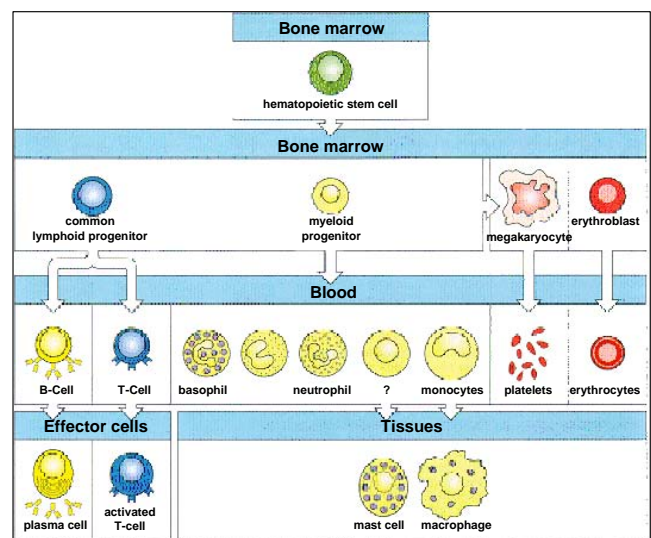 Bone marrow
hematopoietic stem cell
Bone marrow
common
lymphoid progenitor
myeloid
progenitor
megakaryocyte
erythroblast
Blood
B-Cell
T-Cell
basophil
neutrophil
?
monocytes
platelets
erythrocytes
Effector cells
Tissues
plasma cell
activated
T-cell
mast cell
macrophage